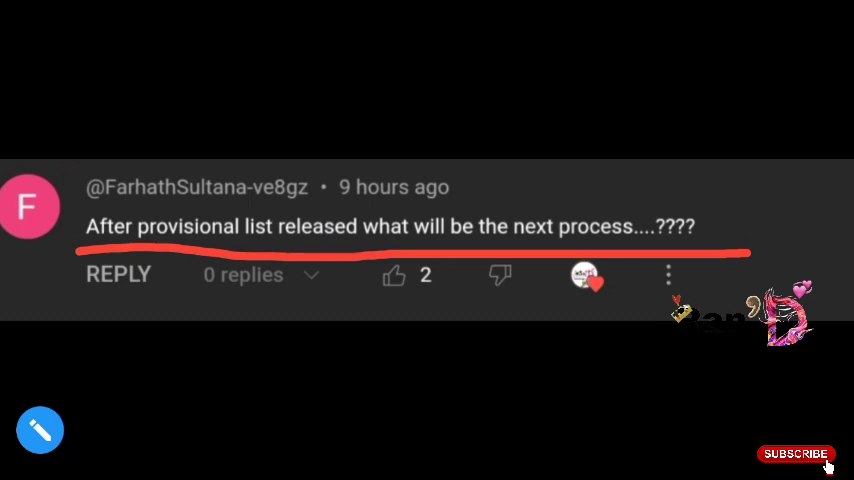 F
@FarhathSultana-ve8gz • 9 hours ago
After provisional list released what will be the next process....????
REPLY 0 replies 2
Ran'D
SUBSCRIBE